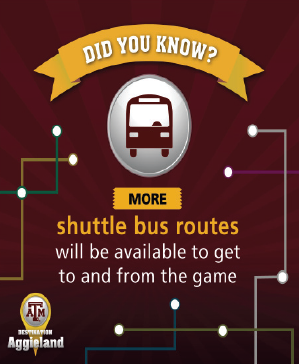 DID YOU KNOW?
MORE
shuttle bus routes
will be available to get
to and from the game
ATM
DESTINATION
Aggieland